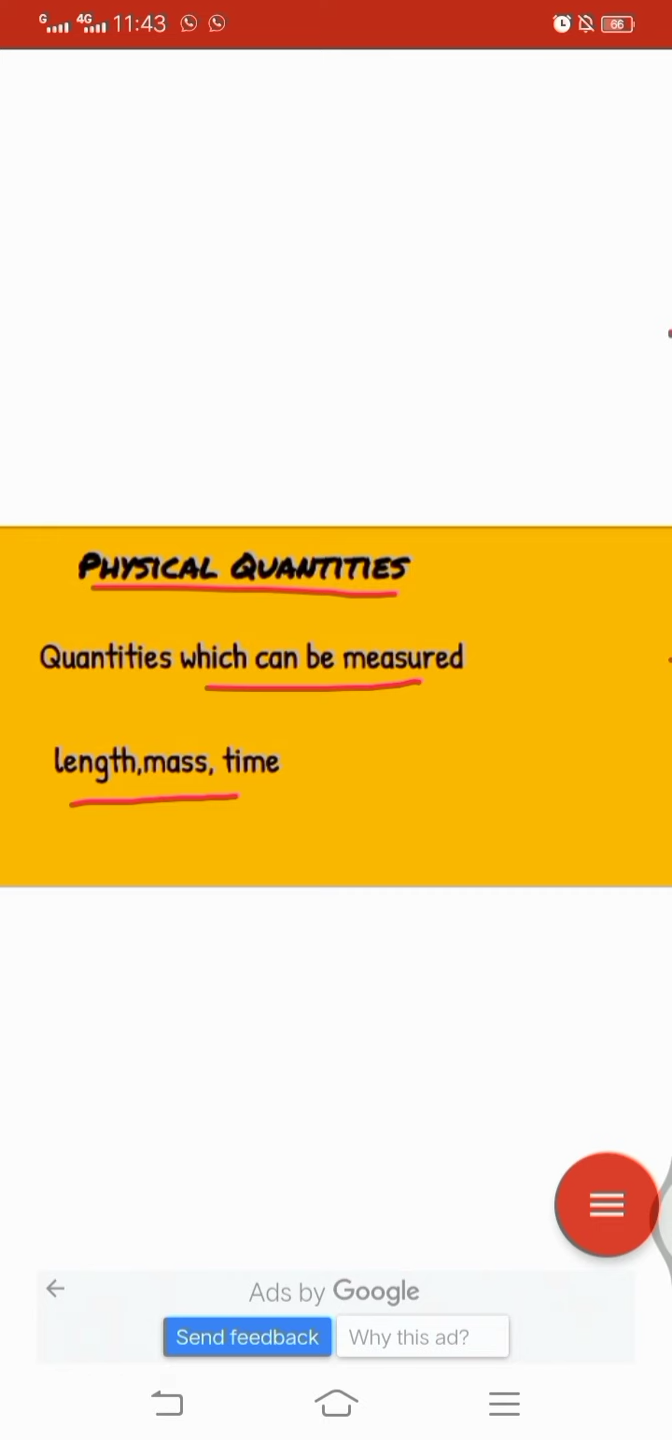 G 4G 11:43 66
PHYSICAL QUANTITIES
Quantities which can be measured
length,mass, time
Ads by Google
Send feedback Why this ad?